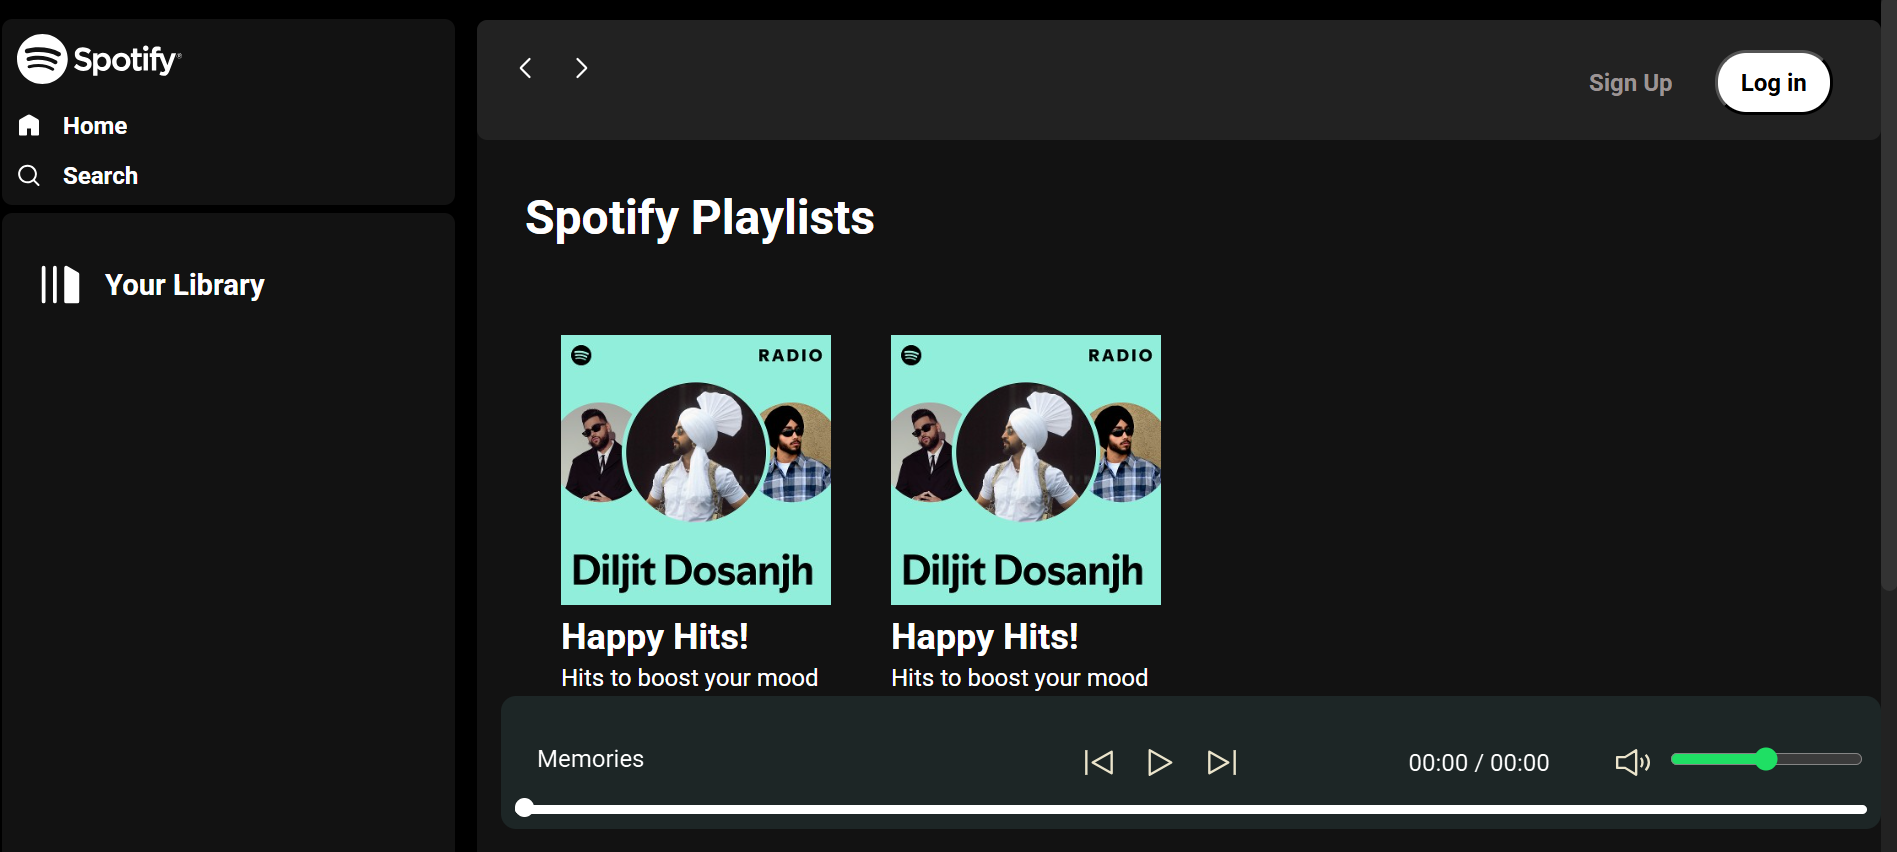 Spotify®
Home
Search
Your Library
Sign Up
Log in
Spotify Playlists
RADIO
Diljit Dosanjh
Happy Hits!
Hits to boost your mood
RADIO
Diljit Dosanjh
Happy Hits!
Hits to boost your mood
Memories
00:00 / 00:00